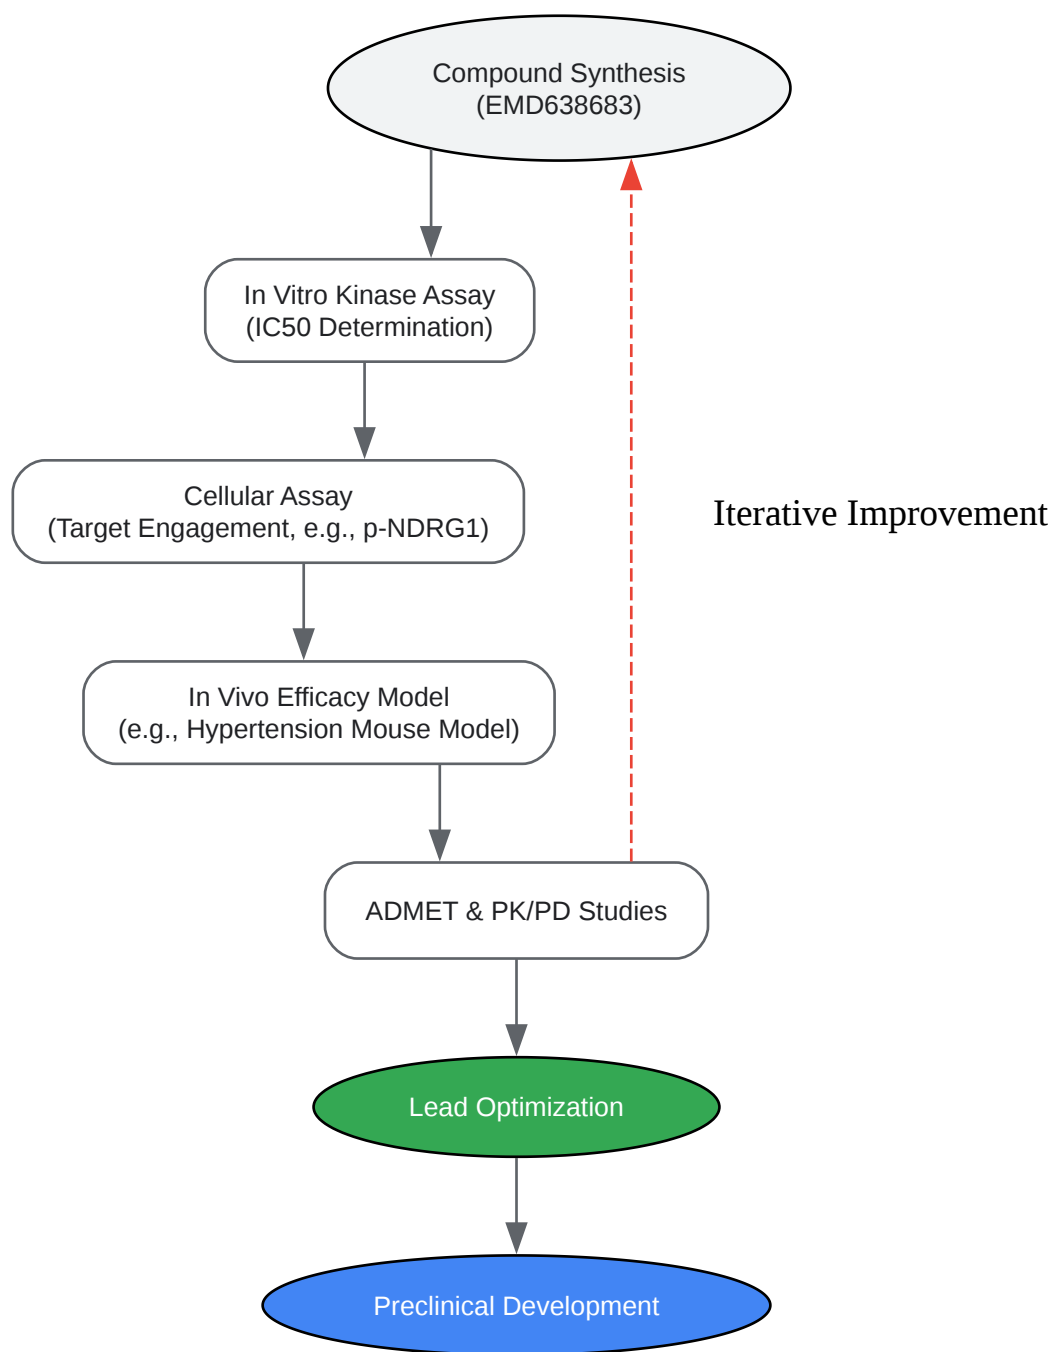 Compound Synthesis
(EMD638683)
In Vitro Kinase Assay
(IC50 Determination)
Cellular Assay
(Target Engagement, e.g., p-NDRG1)
Iterative Improvement
In Vivo Efficacy Model
(e.g., Hypertension Mouse Model)
ADMET & PK/PD Studies
Lead Optimization
Preclinical Development